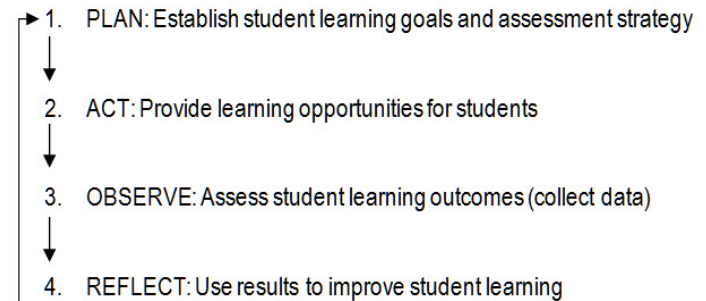 1. PLAN: Establish student learning goals and assessment strategy
2. ACT: Provide learning opportunities for students
3. OBSERVE: Assess student learning outcomes (collect data)
4. REFLECT: Use results to improve student learning